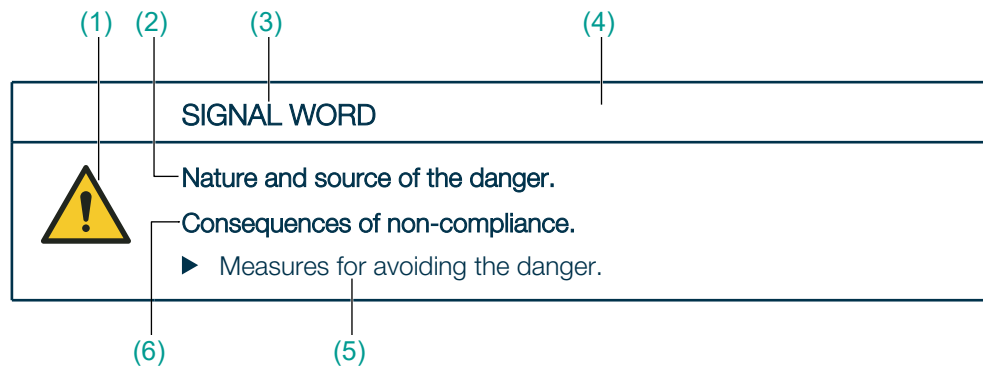 (1) (2) (3) (4)
SIGNAL WORD
Nature and source of the danger.
Consequences of non-compliance.
▶ Measures for avoiding the danger.
(6) (5)